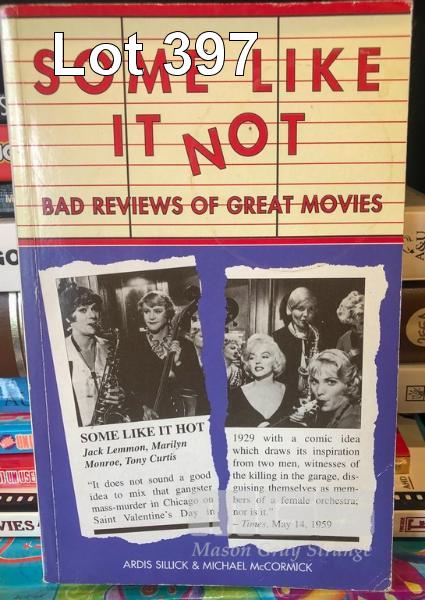 Lot 397
SOME LIKE
IT NOT
BAD REVIEWS OF GREAT MOVIES
SOME LIKE IT HOT
Jack Lemmon, Marilyn
Monroe, Tony Curtis
"It does not sound a good
idea to mix that gangster
mass-murder in Chicago on
Saint Valentine's Day in
1929 with a comic idea
which draws its inspiration
from two men, witnesses of
the killing in the garage, dis-
guising themselves as mem-
bers of a female orchestra;
nor is it."
– Times, May 14, 1959
Mason Gray Strange
ARDIS SILLICK & MICHAEL McCORMICK
A&U